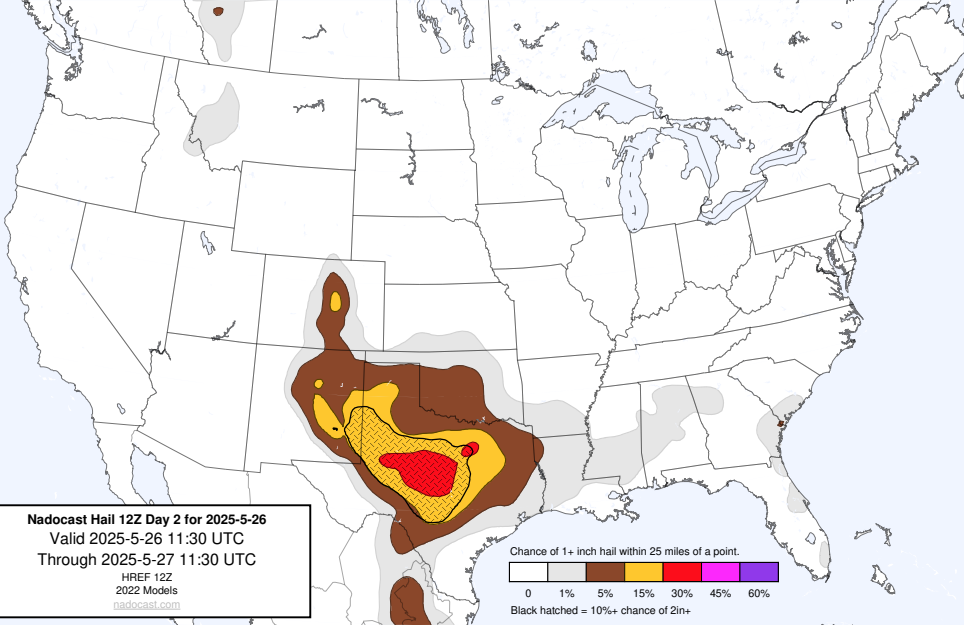 Nadocast Hail 12Z Day 2 for 2025-5-26
Valid 2025-5-26 11:30 UTC
Through 2025-5-27 11:30 UTC
HREF 12Z
2022 Models
nadocast.com
Chance of 1+ inch hail within 25 miles of a point.
0 1% 5% 15% 30% 45% 60%
Black hatched = 10%+ chance of 2in+